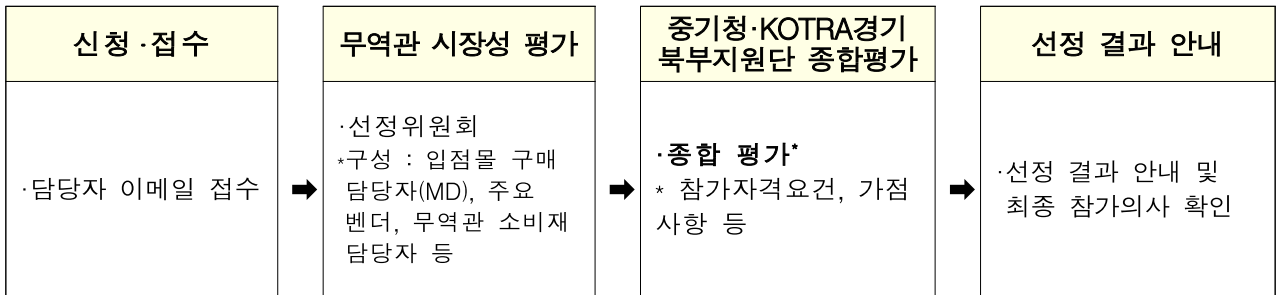 신청·접수
·담당자 이메일 접수
무역관 시장성 평가
·선정위원회
*구성 : 입점몰 구매
담당자(MD), 주요
벤더, 무역관 소비재
담당자 등
중기청·KOTRA경기
북부지원단 종합평가
·종합 평가*
* 참가자격요건, 가점
사항 등
선정 결과 안내
·선정 결과 안내 및
최종 참가의사 확인